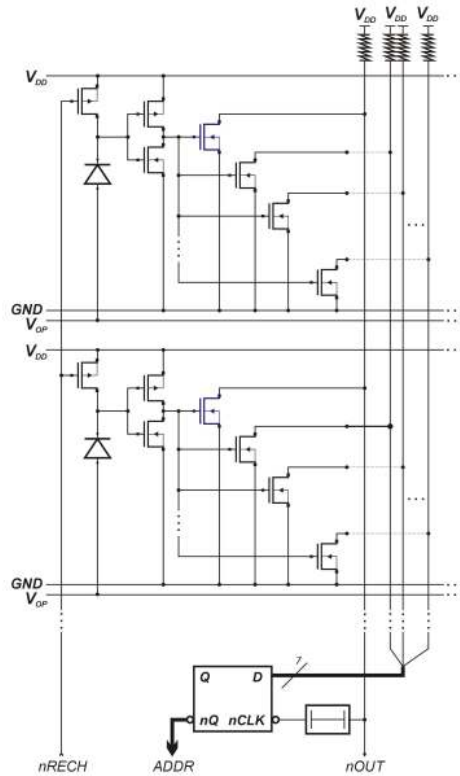 V_DD V_DD V_DD
V_DD
...
GND
V_OP
V_DD
...
GND
V_OP
7
Q D
nQ nCLK
nRECH ADDR nOUT